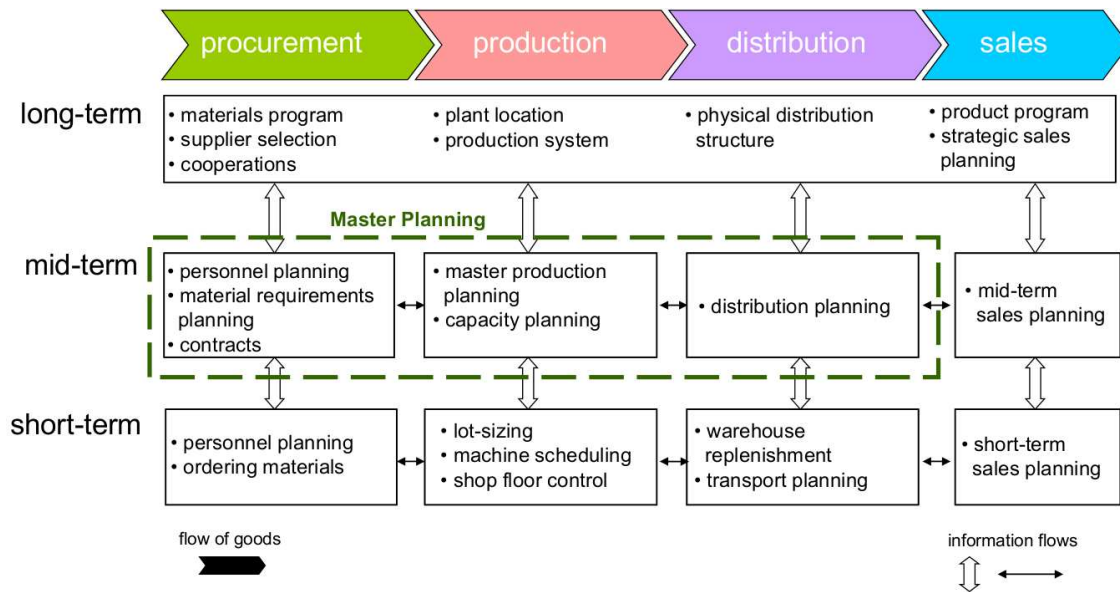 procurement
production
distribution
sales
long-term
• materials program
• supplier selection
• cooperations
• plant location
• production system
• physical distribution
structure
• product program
• strategic sales
planning
Master Planning
mid-term
• personnel planning
• material requirements
planning
• contracts
• master production
planning
• capacity planning
• distribution planning
• mid-term
sales planning
short-term
• personnel planning
• ordering materials
• lot-sizing
• machine scheduling
• shop floor control
• warehouse
replenishment
• transport planning
• short-term
sales planning
flow of goods
information flows